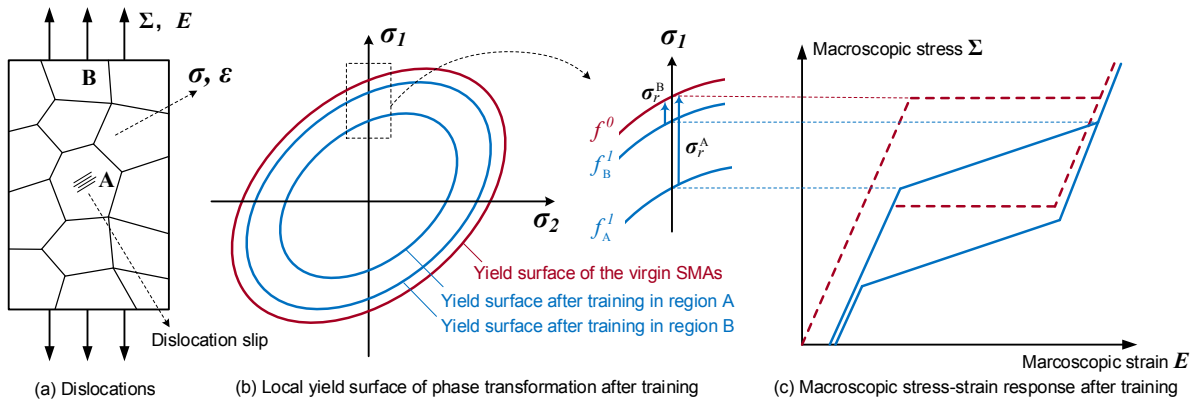 Σ, E
B
σ, ε
A
Dislocation slip
(a) Dislocations
σ1
σ2
Yield surface of the virgin SMAs
Yield surface after training in region A
Yield surface after training in region B
(b) Local yield surface of phase transformation after training
σ1
σrB
f0
σrA
fB1
fA1
Macroscopic stress Σ
Marcoscopic strain E
(c) Macroscopic stress-strain response after training